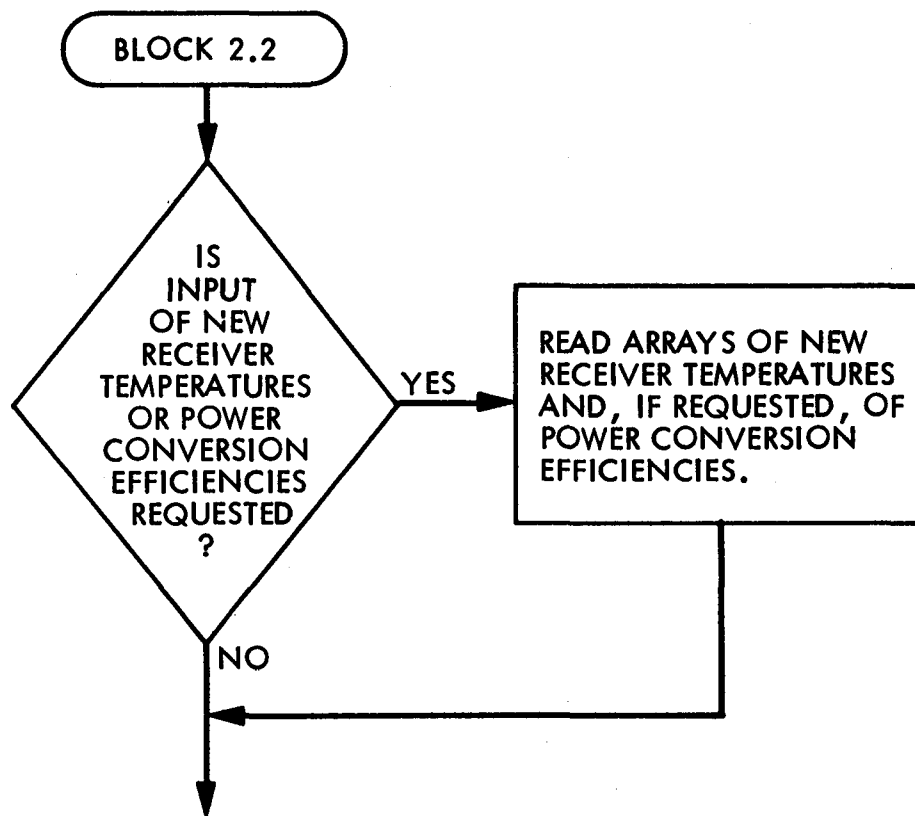 BLOCK 2.2
IS
INPUT
OF NEW
RECEIVER
TEMPERATURES
OR POWER
CONVERSION
EFFICIENCIES
REQUESTED
?
YES
READ ARRAYS OF NEW
RECEIVER TEMPERATURES
AND, IF REQUESTED, OF
POWER CONVERSION
EFFICIENCIES.
NO